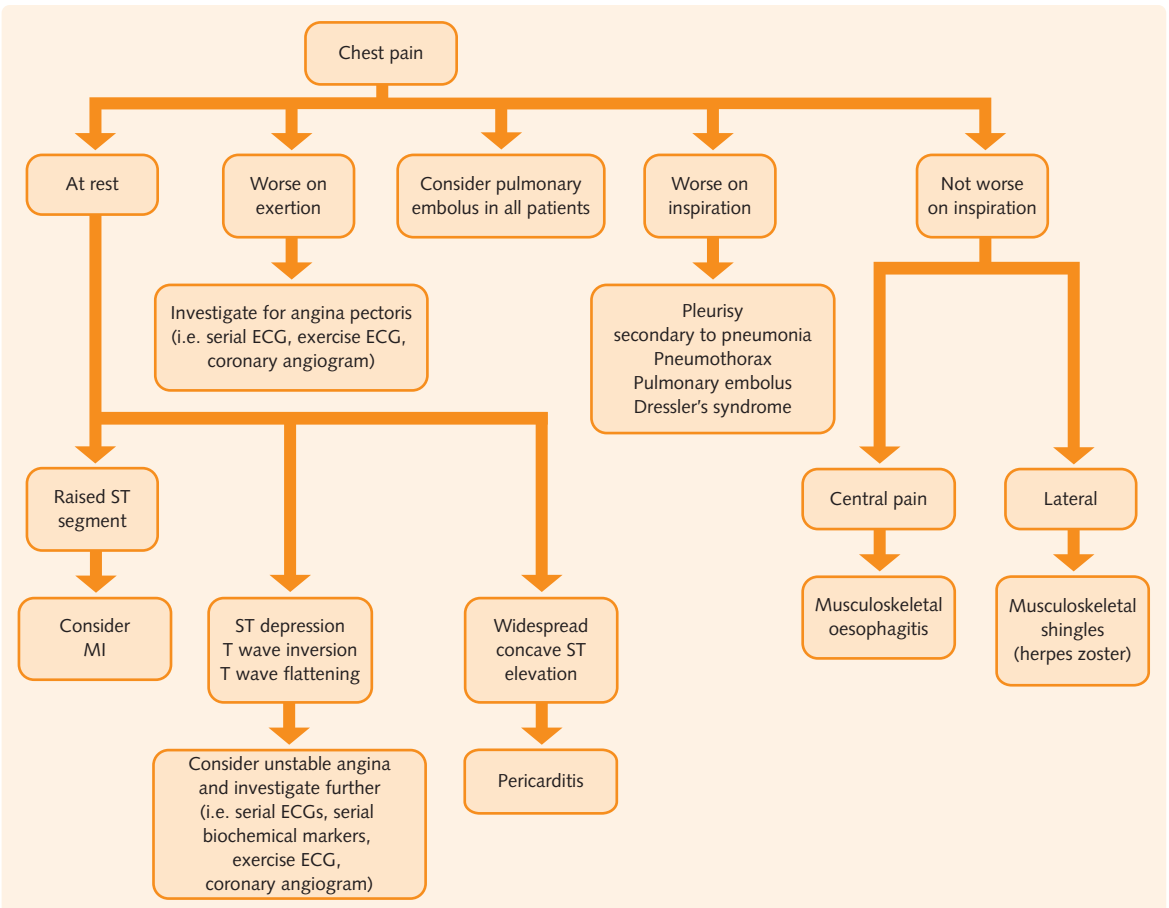 Chest pain
At rest
Worse on
exertion
Consider pulmonary
embolus in all patients
Worse on
inspiration
Not worse
on inspiration
Investigate for angina pectoris
(i.e. serial ECG, exercise ECG,
coronary angiogram)
Pleurisy
secondary to pneumonia
Pneumothorax
Pulmonary embolus
Dressler's syndrome
Raised ST
segment
Central pain
Lateral
Consider
MI
ST depression
T wave inversion
T wave flattening
Widespread
concave ST
elevation
Musculoskeletal
oesophagitis
Musculoskeletal
shingles
(herpes zoster)
Consider unstable angina
and investigate further
(i.e. serial ECGs, serial
biochemical markers,
exercise ECG,
coronary angiogram)
Pericarditis